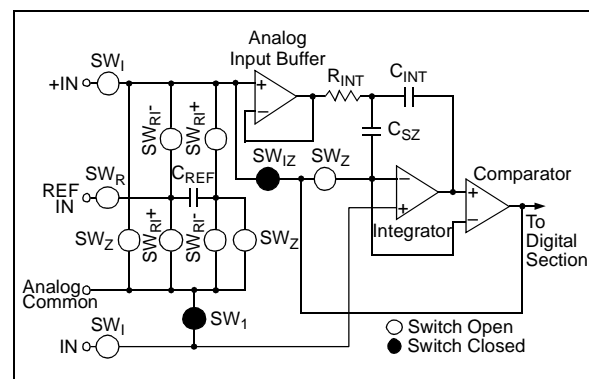 Analog
Input Buffer
SW_I
+IN
R_INT
C_INT
SW_RI-
SW_RI+
C_SZ
SW_IZ
SW_Z
C_REF
SW_R
REF
IN
Comparator
Integrator
To
Digital
Section
SW_Z
SW_RI+
SW_RI-
SW_Z
Analog
Common
SW_1
SW_I
IN
Switch Open
Switch Closed
+
−
−
+
+
−